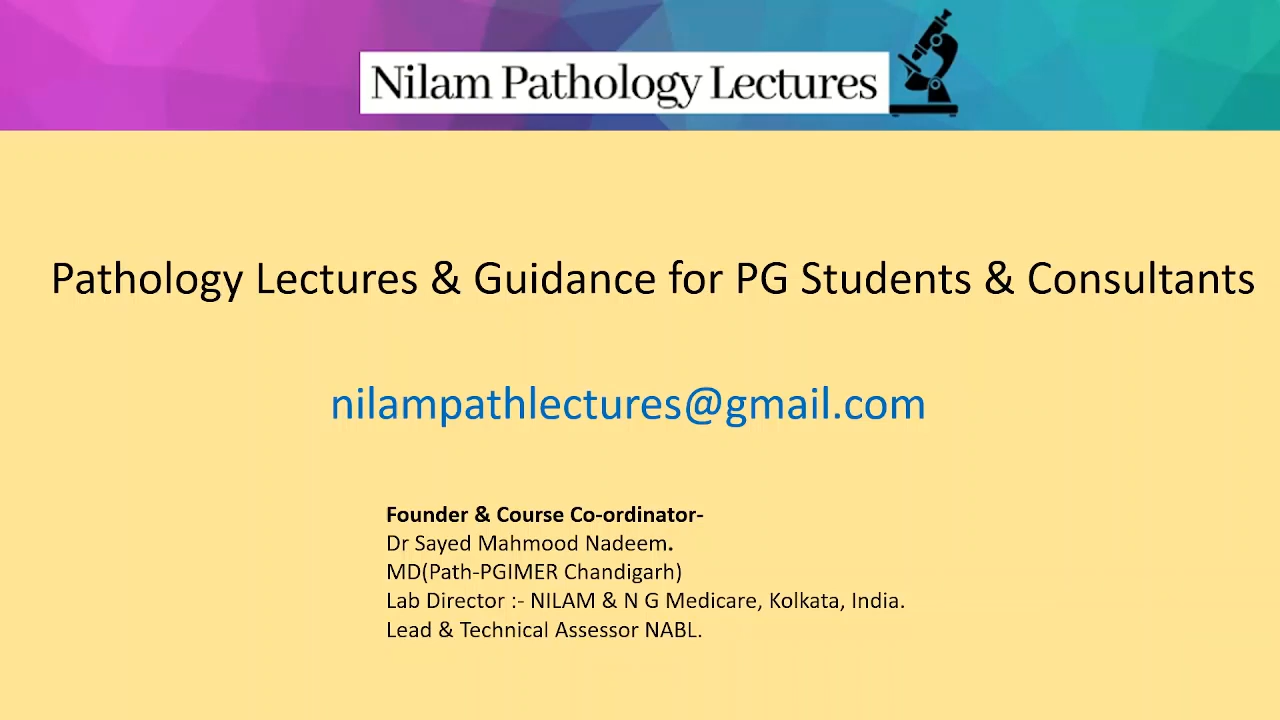 Nilam Pathology Lectures
Pathology Lectures & Guidance for PG Students & Consultants
nilampathlectures@gmail.com
Founder & Course Co-ordinator-
Dr Sayed Mahmood Nadeem.
MD(Path-PGIMER Chandigarh)
Lab Director :- NILAM & N G Medicare, Kolkata, India.
Lead & Technical Assessor NABL.